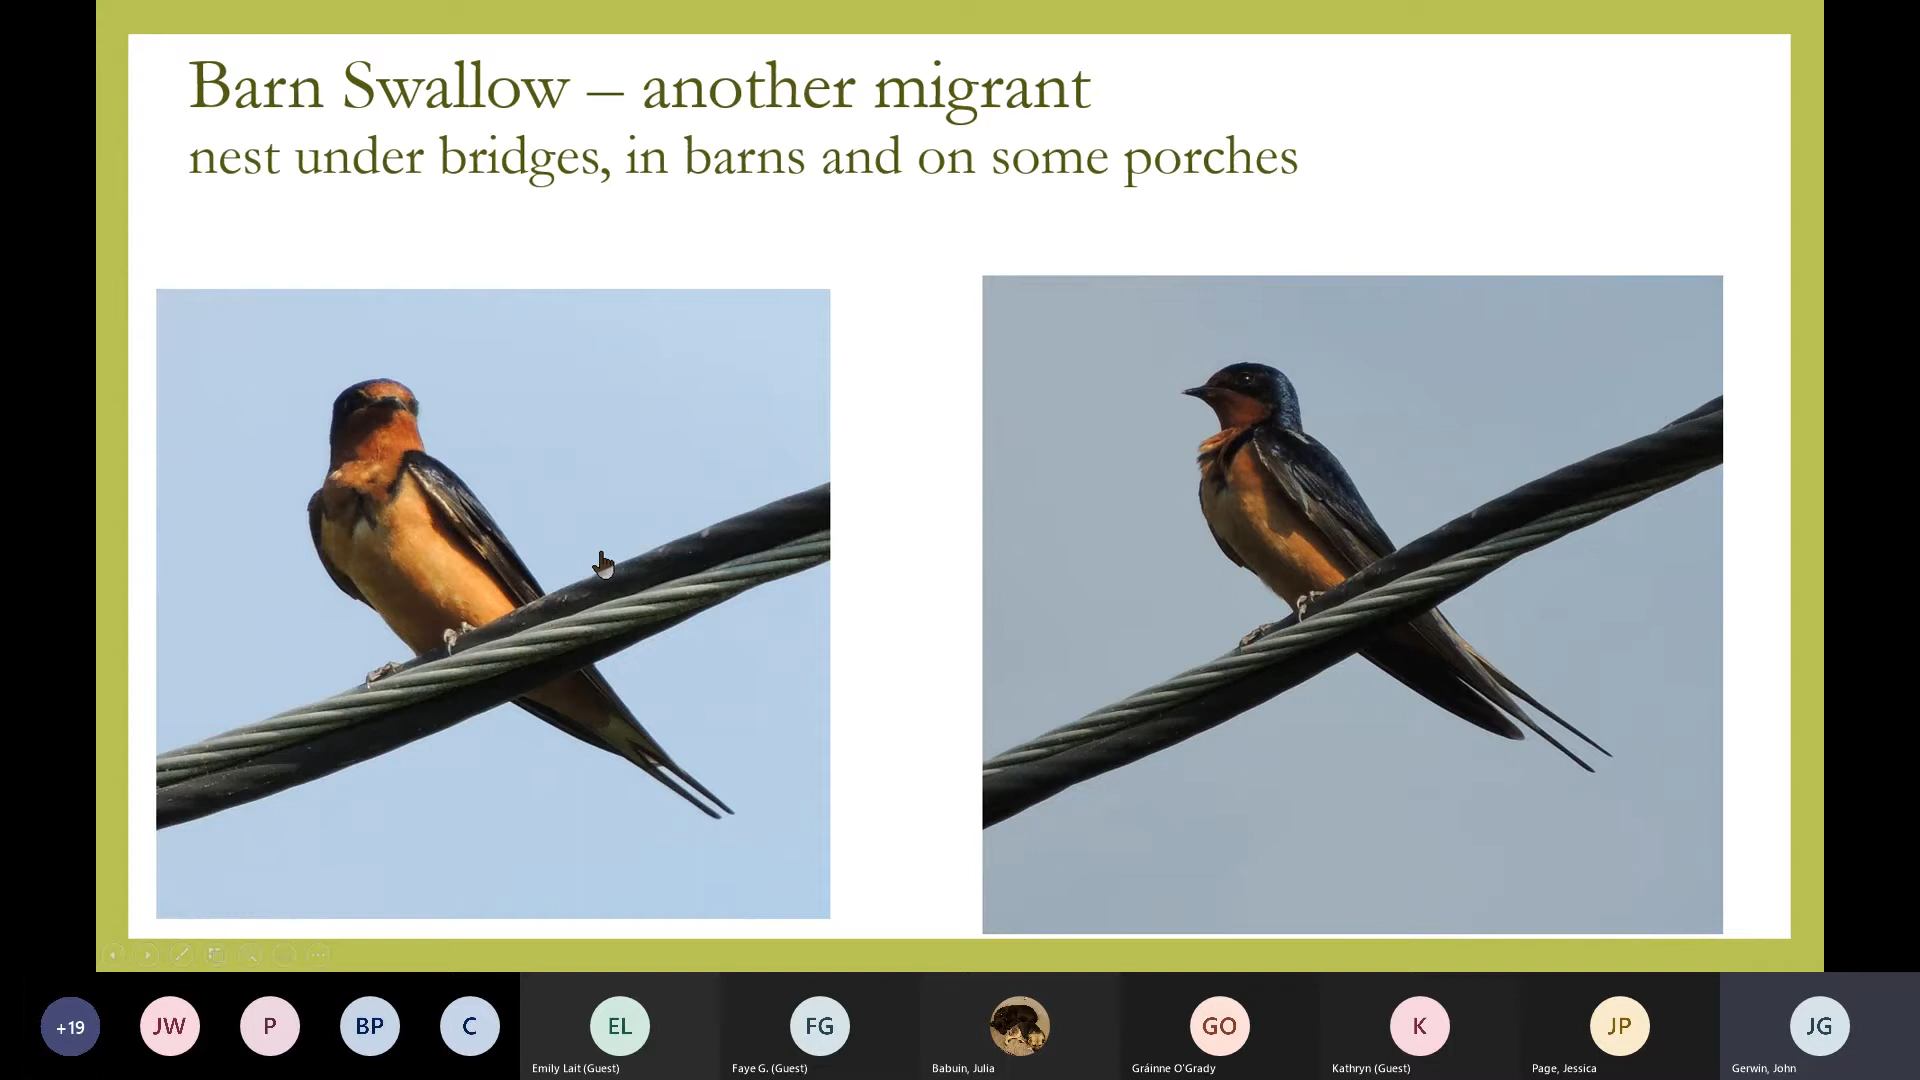 Barn Swallow – another migrant
nest under bridges, in barns and on some porches
+19
JW
P
BP
C
EL
FG
GO
K
JP
JG
Emily Lait (Guest)
Faye G. (Guest)
Babuin, Julia
Gráinne O'Grady
Kathryn (Guest)
Page, Jessica
Gerwin, John